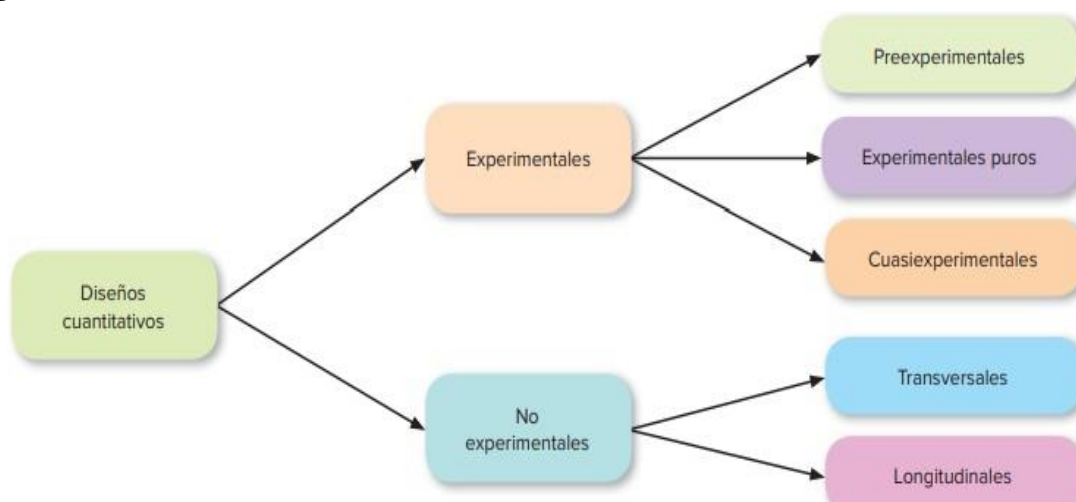 Preexperimentales
Experimentales
Experimentales puros
Cuasiexperimentales
Diseños
cuantitativos
Transversales
No
experimentales
Longitudinales